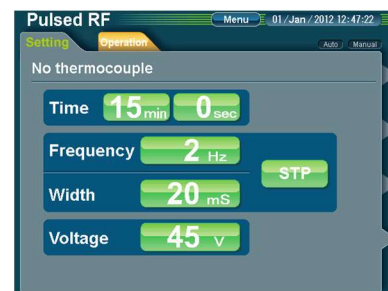 Pulsed RF Menu 01/Jan/2012 12:47:22
Setting Operation Auto Manual
No thermocouple
Time 15 min 0 sec
Frequency 2 Hz
STP
Width 20 mS
Voltage 45 V